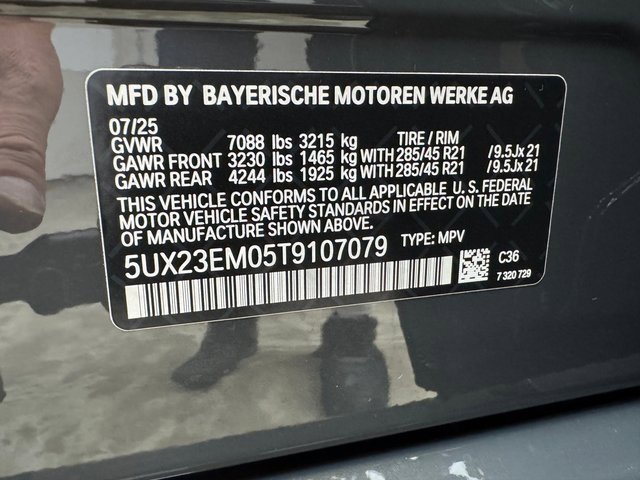 MFD BY BAYERISCHE MOTOREN WERKE AG
07/25
GVWR 7088 lbs 3215 kg TIRE / RIM
GAWR FRONT 3230 lbs 1465 kg WITH 285/45 R21 /9.5Jx 21
GAWR REAR 4244 lbs 1925 kg WITH 285/45 R21 /9.5Jx 21
THIS VEHICLE CONFORMS TO ALL APPLICABLE U. S. FEDERAL
MOTOR VEHICLE SAFETY STANDARDS IN EFFECT ON THE DATE
OF MANUFACTURE SHOWN ABOVE.
5UX23EM05T9107079 TYPE: MPV
C36
7 320 729